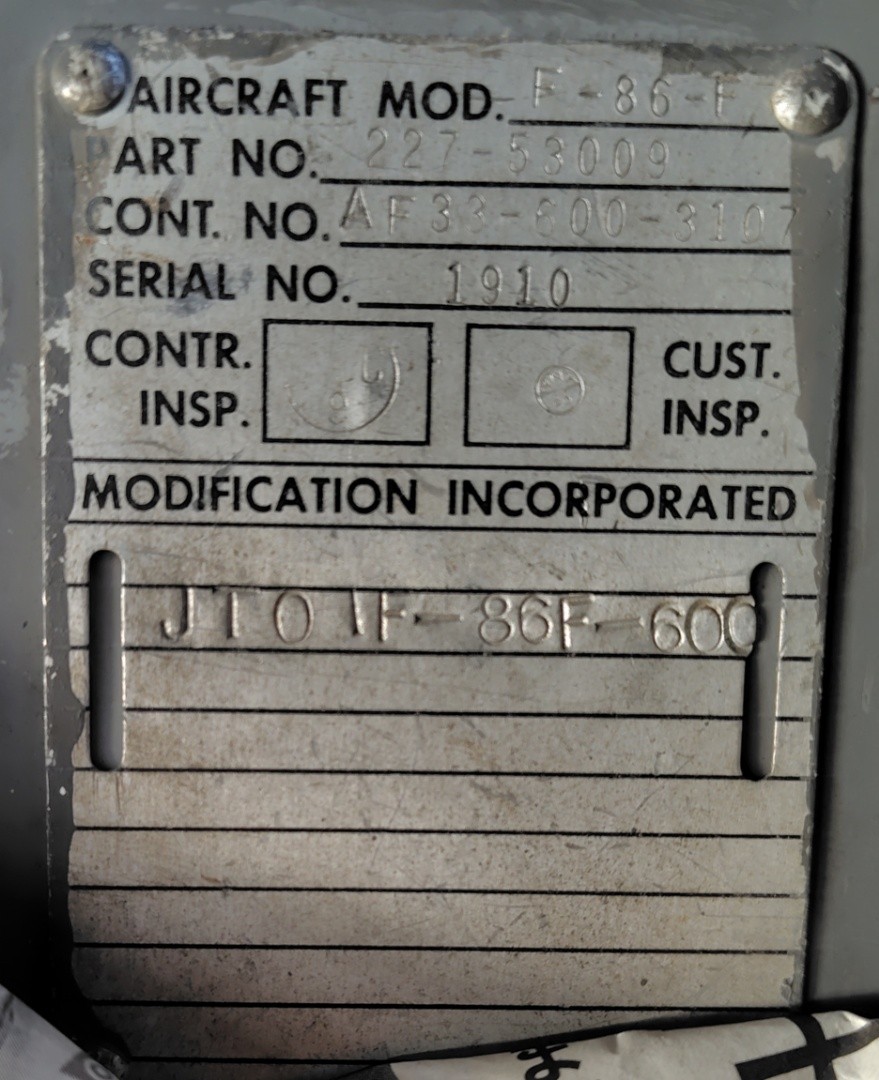 AIRCRAFT MOD. F-86-F
PART NO. 227-53009
CONT. NO. AF33-600-3107
SERIAL NO. 1910
CONTR. INSP.
CUST. INSP.
MODIFICATION INCORPORATED
JTO 1F-86F-600